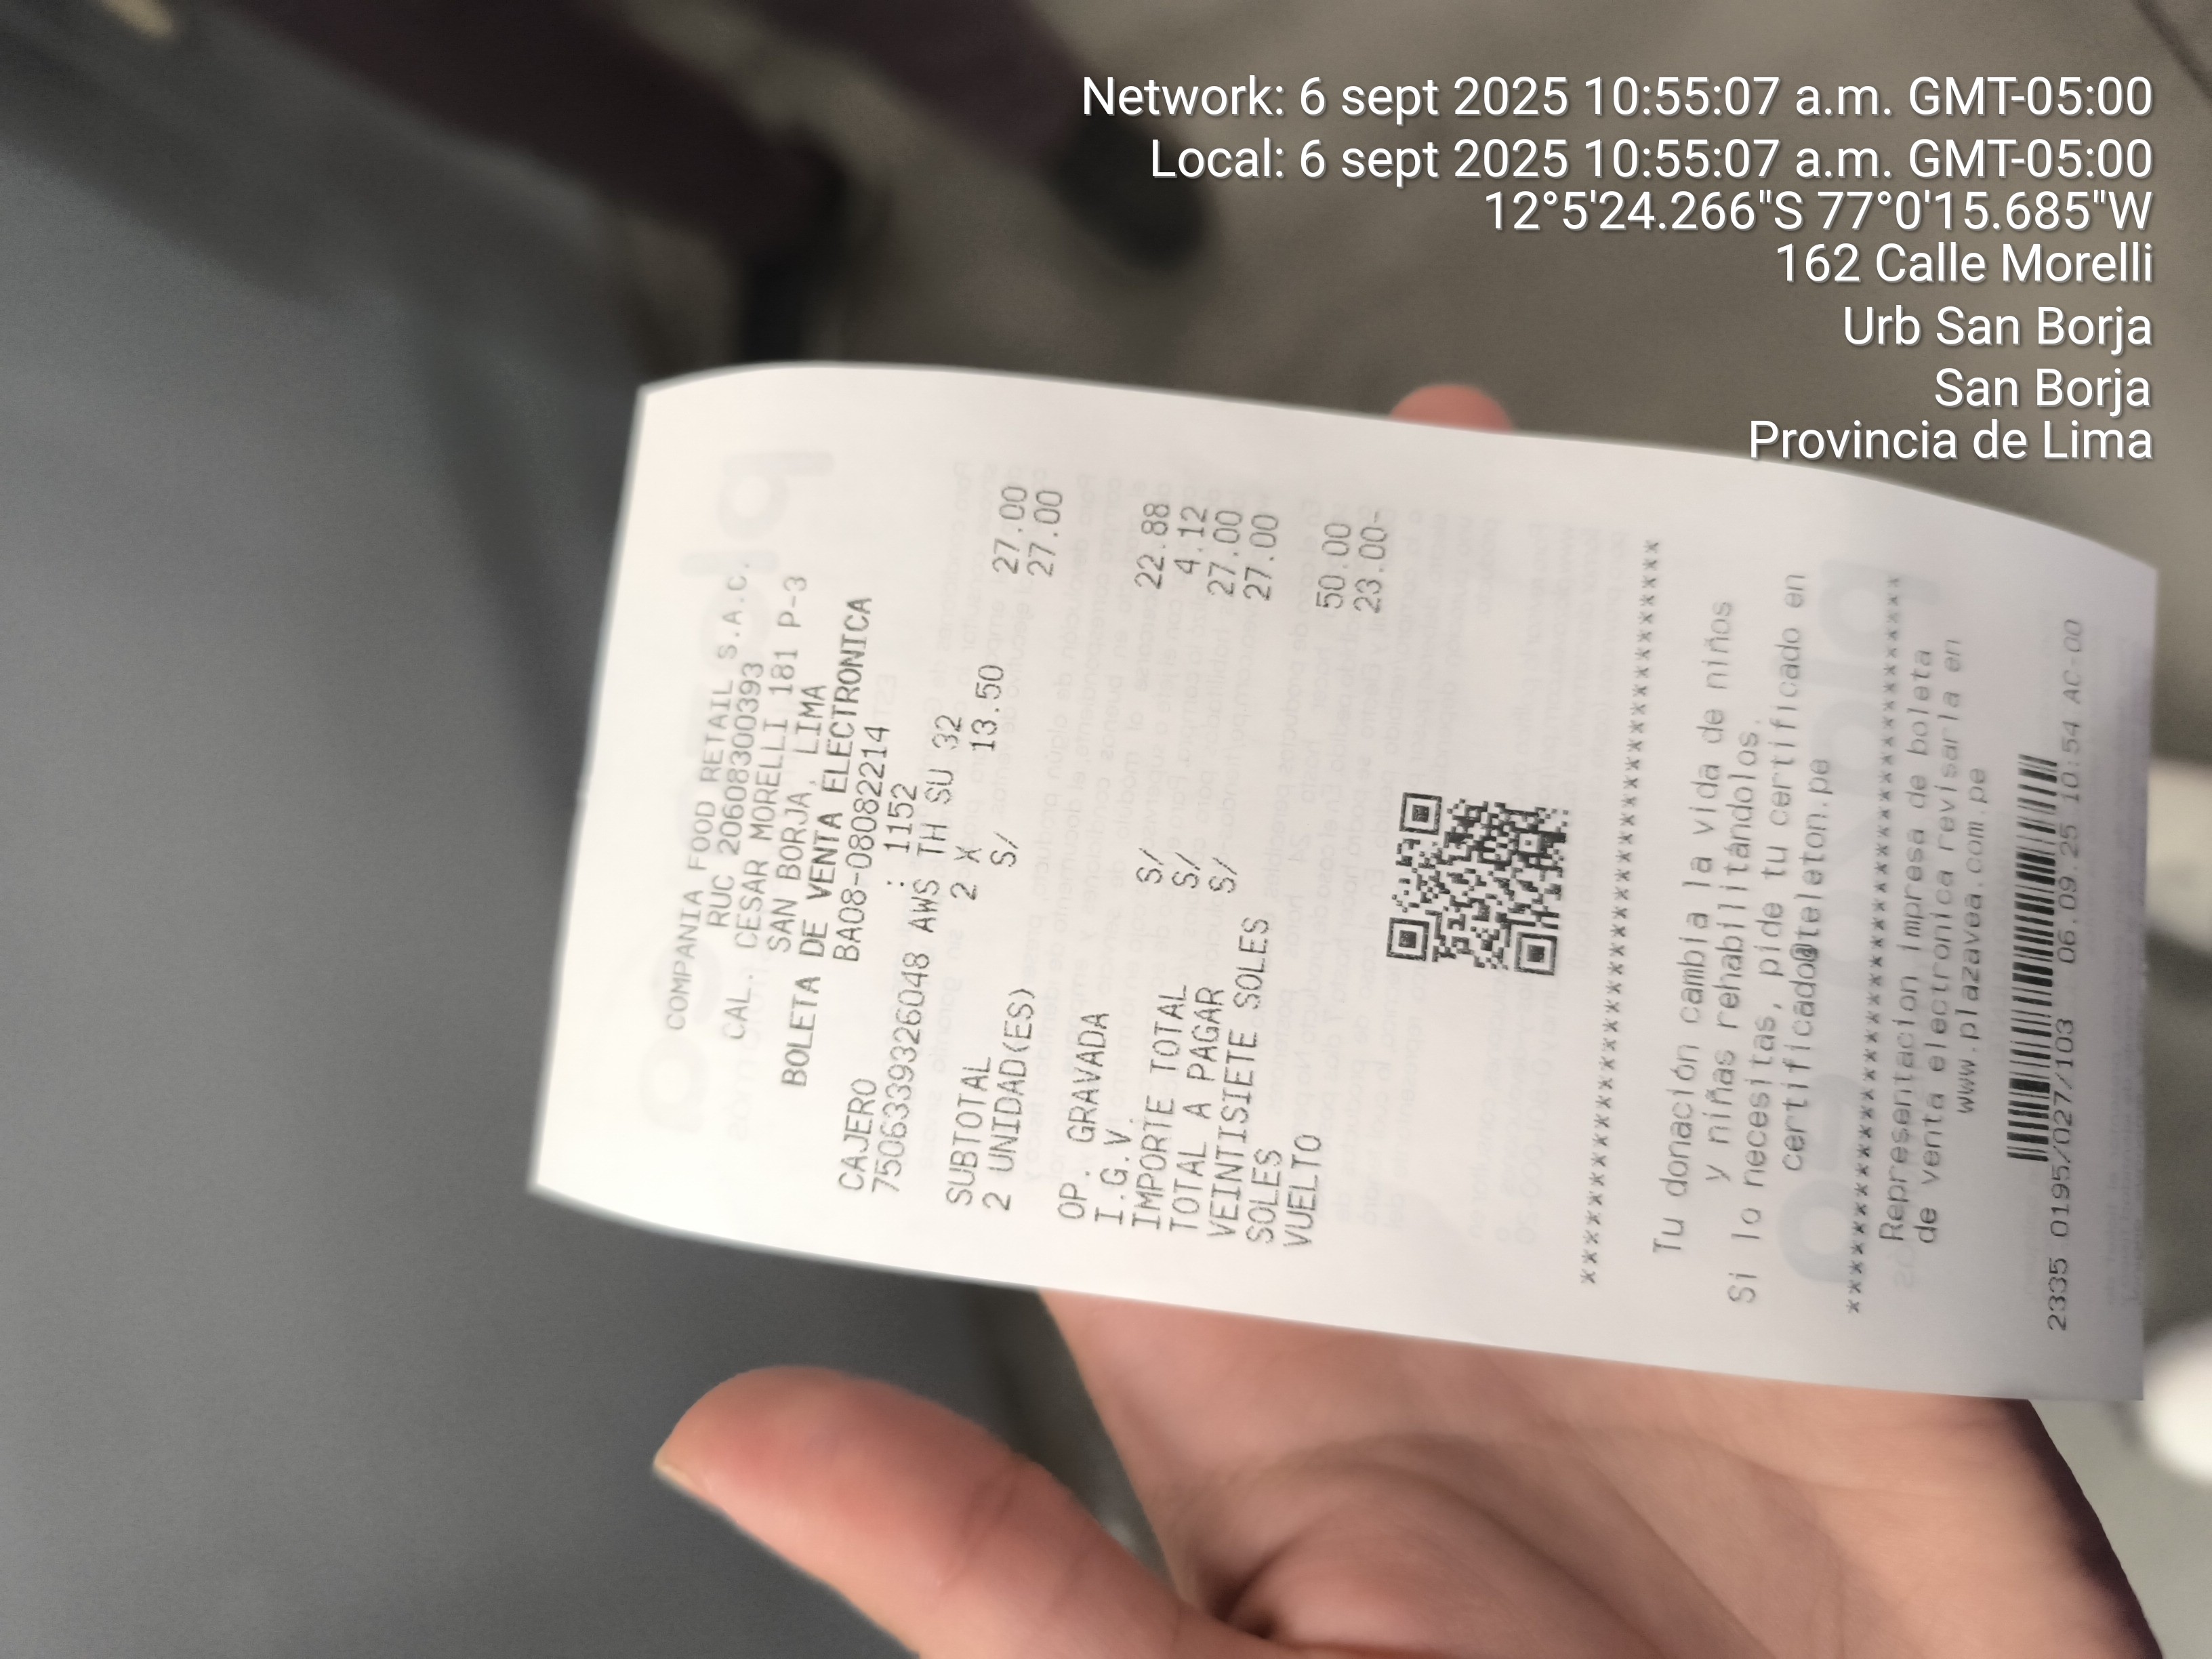 COMPANIA FOOD RETAIL S.A.C.
RUC 20608300393
CAL. CESAR MORELLI 181 P-3
SAN BORJA, LIMA
BOLETA DE VENTA ELECTRONICA
BA08-08082214
CAJERO : 1152
7506339326048 AWS TH SU 32
2 X 13.50 27.00
SUBTOTAL S/ 27.00
2 UNIDAD(ES)
OP. GRAVADA S/ 22.88
I.G.V. S/ 4.12
IMPORTE TOTAL S/ 27.00
TOTAL A PAGAR 27.00
VEINTISIETE SOLES
SOLES 50.00
VUELTO 23.00-
**************************************
Tu donación cambia la vida de niños
y niñas rehabilitándolos.
Si lo necesitas, pide tu certificado en
certificado@teleton.pe
**************************************
Representacion impresa de boleta
de venta electronica revisarla en
www.plazavea.com.pe
2335 0195/027/103 06.09.25 10:54 AC-00
Network: 6 sept 2025 10:55:07 a.m. GMT-05:00
Local: 6 sept 2025 10:55:07 a.m. GMT-05:00
12°5'24.266"S 77°0'15.685"W
162 Calle Morelli
Urb San Borja
San Borja
Provincia de Lima